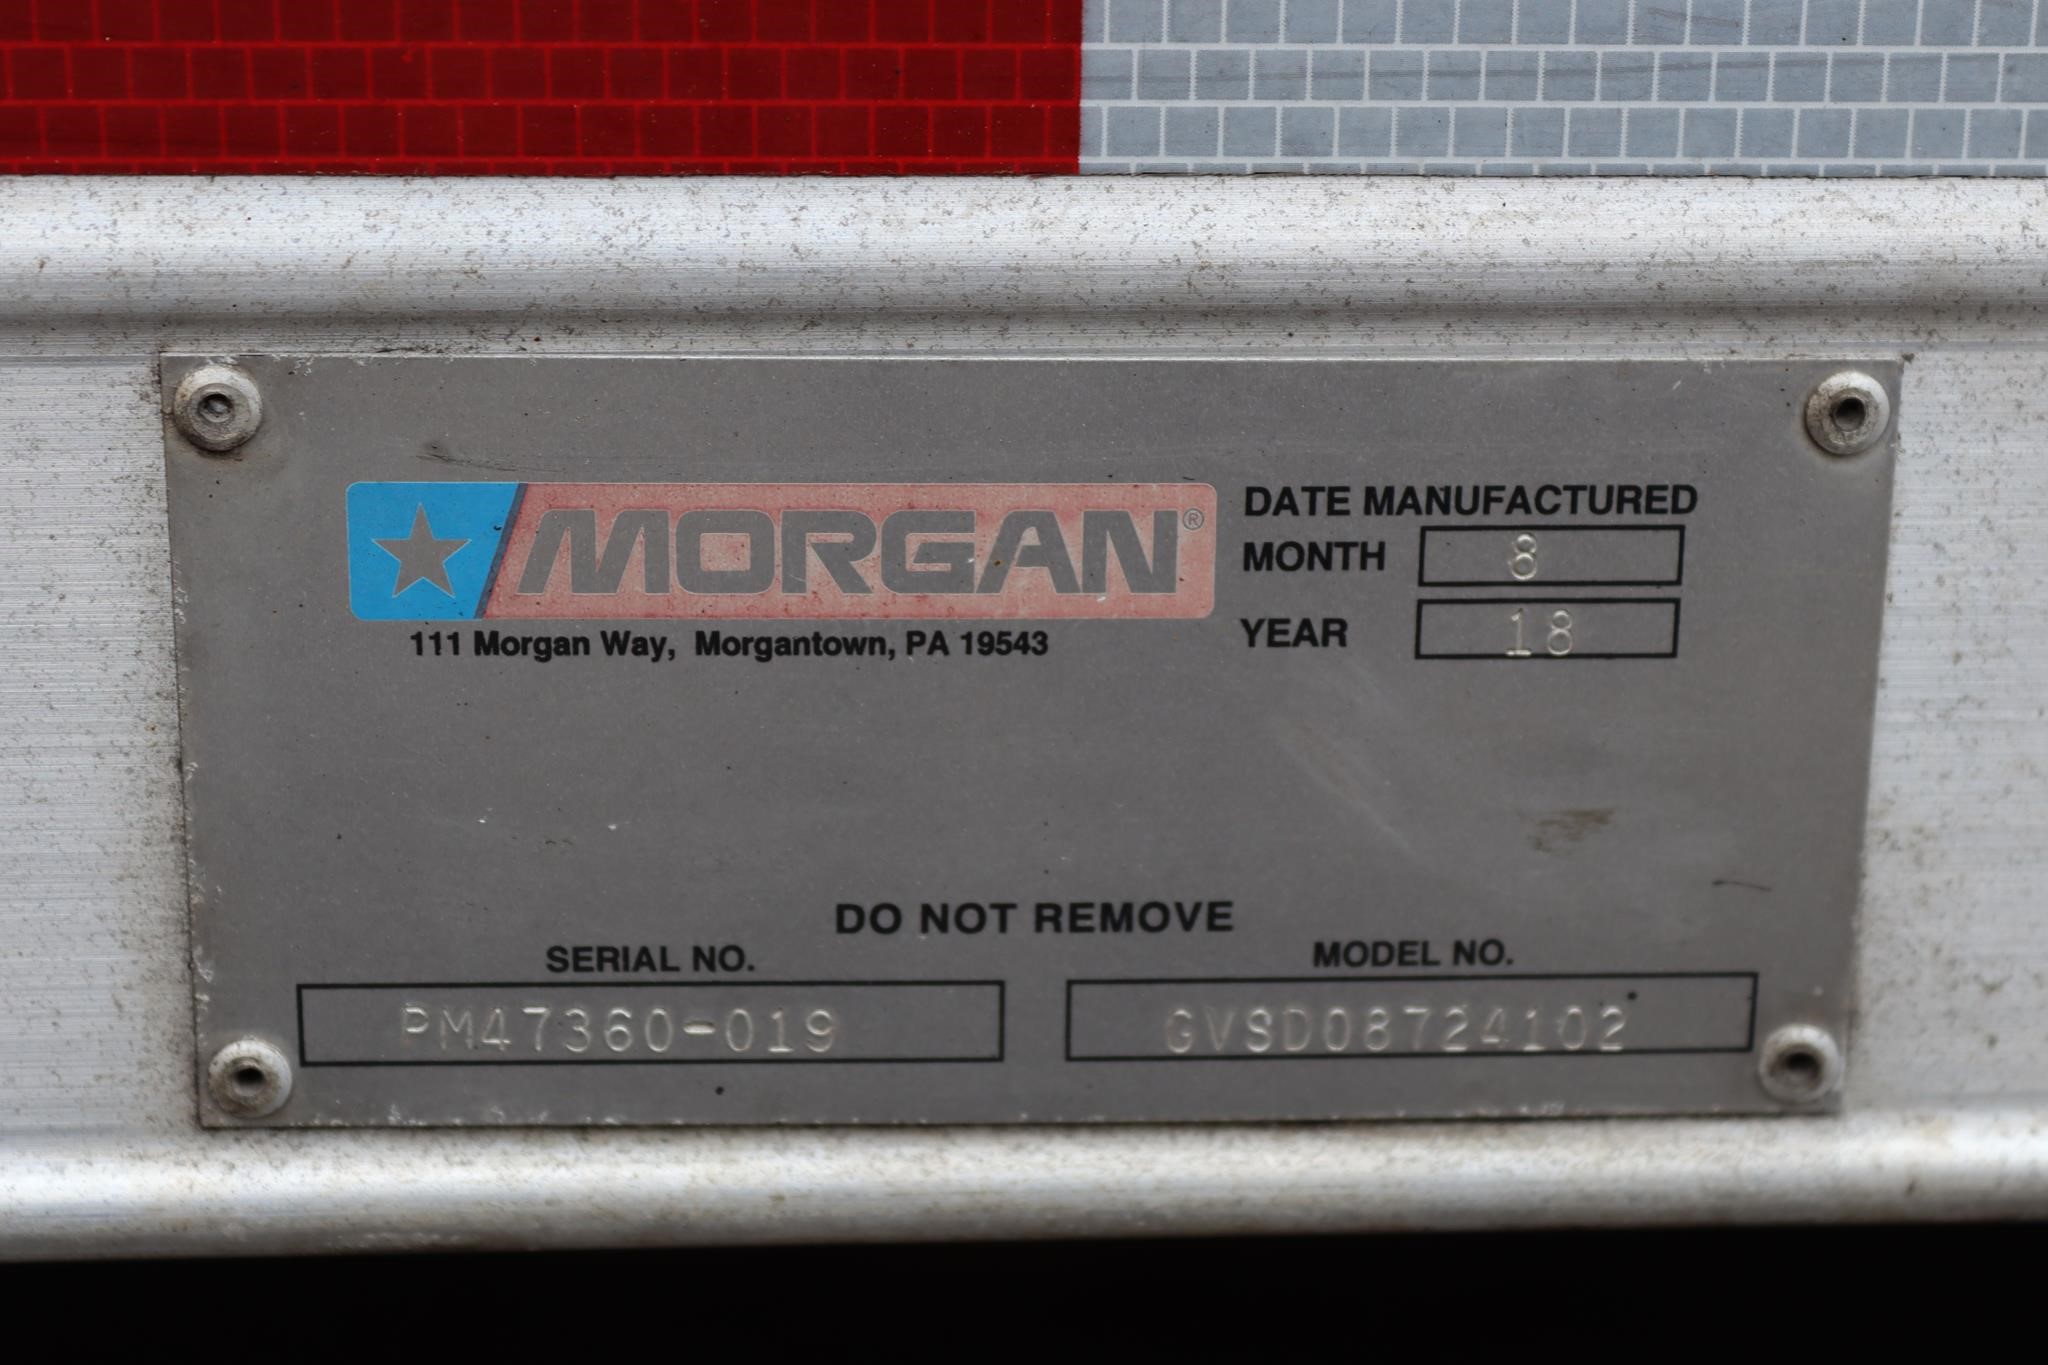 MORGAN®
111 Morgan Way, Morgantown, PA 19543
DATE MANUFACTURED
MONTH 8
YEAR 18
DO NOT REMOVE
SERIAL NO.
PM47360-019
MODEL NO.
GVSD08724102